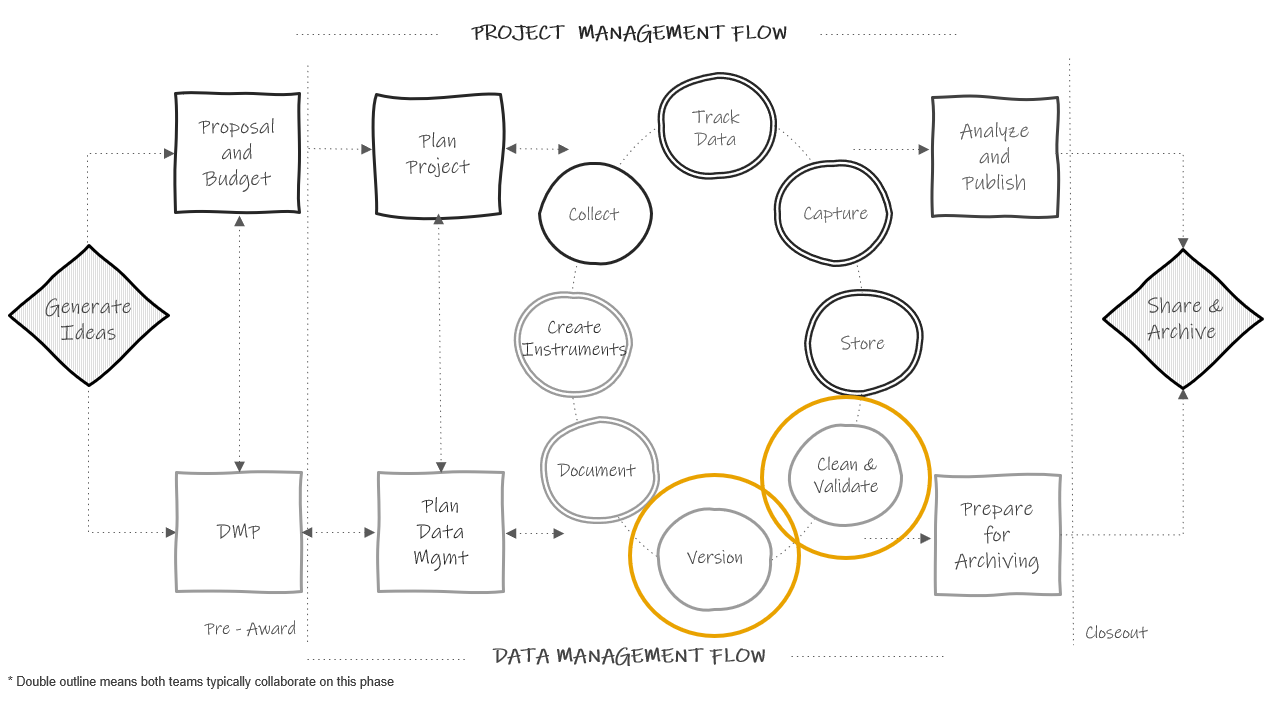 PROJECT MANAGEMENT FLOW
Proposal
and
Budget
Plan
Project
Track
Data
Analyze
and
Publish
Collect
Capture
Generate
Ideas
Create
Instruments
Store
Share &
Archive
Document
Clean &
Validate
DMP
Plan
Data
Mgmt
Version
Prepare
for
Archiving
Pre - Award
Closeout
DATA MANAGEMENT FLOW
* Double outline means both teams typically collaborate on this phase